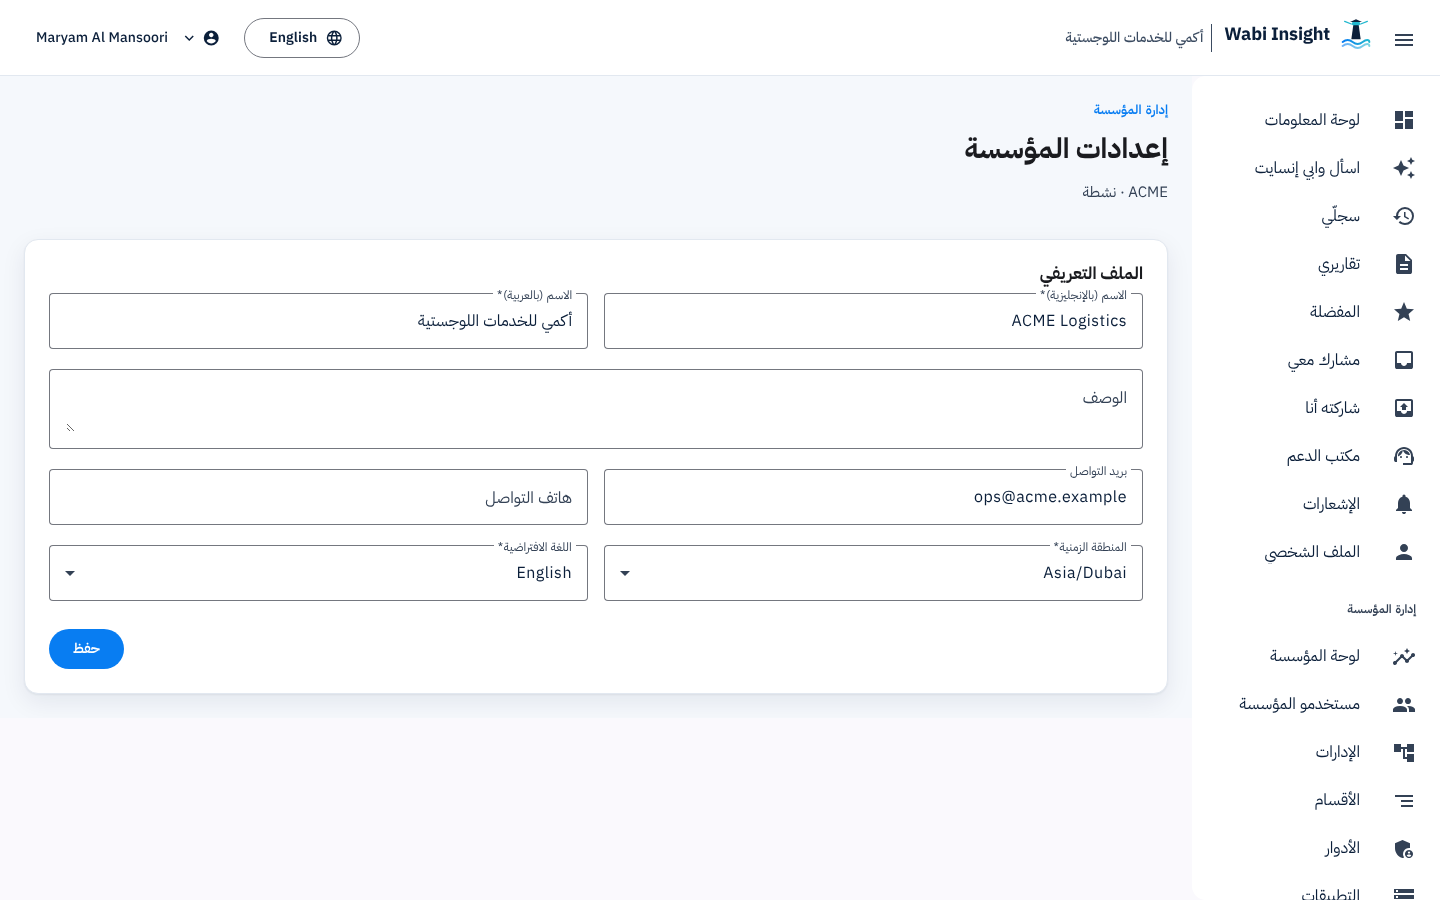 Wabi Insight
أكمي للخدمات اللوجستية
English
Maryam Al Mansoori
لوحة المعلومات
اسأل وابي إنسايت
سجلّي
تقاريري
المفضلة
مشارك معي
شاركته أنا
مكتب الدعم
الإشعارات
الملف الشخصي
إدارة المؤسسة
لوحة المؤسسة
مستخدمو المؤسسة
الإدارات
الأقسام
الأدوار
التطبيقات
إدارة المؤسسة
إعدادات المؤسسة
ACME · نشطة
الملف التعريفي
الاسم (بالإنجليزية)*
ACME Logistics
الاسم (بالعربية)*
أكمي للخدمات اللوجستية
الوصف
بريد التواصل
ops@acme.example
هاتف التواصل
المنطقة الزمنية*
Asia/Dubai
اللغة الافتراضية*
English
حفظ